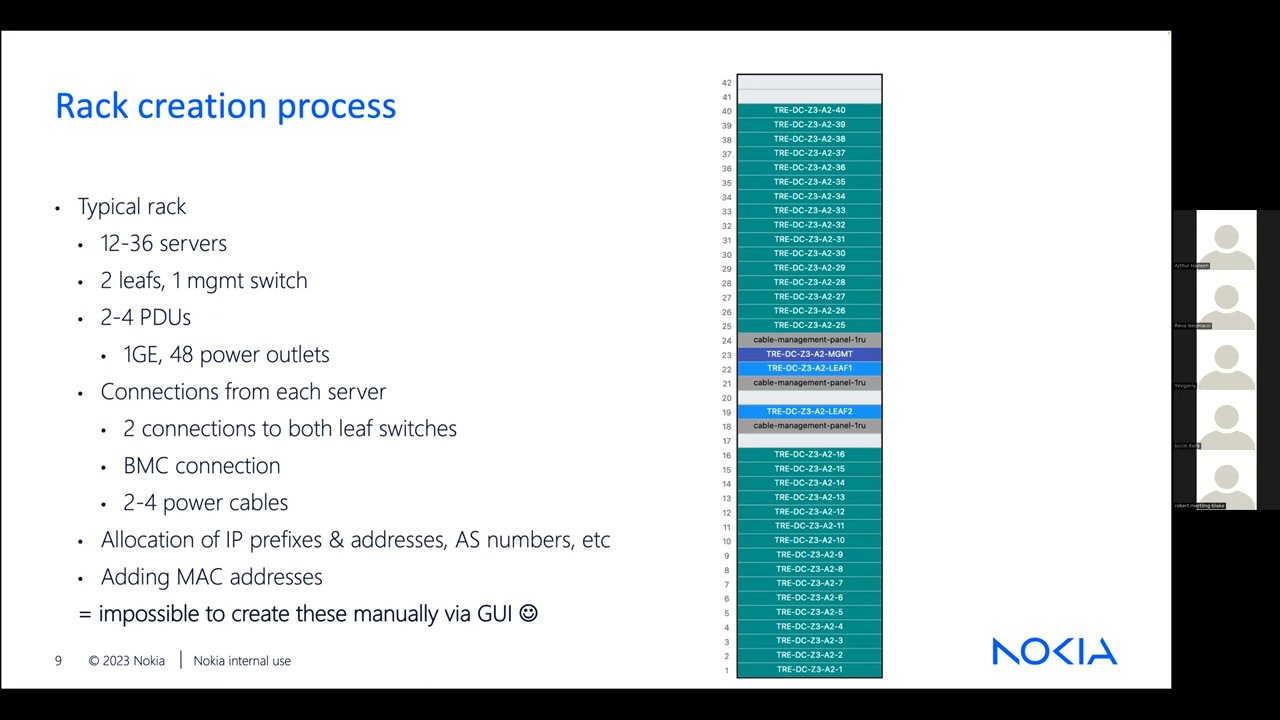 Rack creation process
• Typical rack
• 12-36 servers
• 2 leafs, 1 mgmt switch
• 2-4 PDUs
• 1GE, 48 power outlets
• Connections from each server
• 2 connections to both leaf switches
• BMC connection
• 2-4 power cables
• Allocation of IP prefixes & addresses, AS numbers, etc
• Adding MAC addresses
= impossible to create these manually via GUI ☺
9 © 2023 Nokia | Nokia internal use
42
41
40 TRE-DC-Z3-A2-40
39 TRE-DC-Z3-A2-39
38 TRE-DC-Z3-A2-38
37 TRE-DC-Z3-A2-37
36 TRE-DC-Z3-A2-36
35 TRE-DC-Z3-A2-35
34 TRE-DC-Z3-A2-34
33 TRE-DC-Z3-A2-33
32 TRE-DC-Z3-A2-32
31 TRE-DC-Z3-A2-31
30 TRE-DC-Z3-A2-30
29 TRE-DC-Z3-A2-29
28 TRE-DC-Z3-A2-28
27 TRE-DC-Z3-A2-27
26 TRE-DC-Z3-A2-26
25 TRE-DC-Z3-A2-25
24 cable-management-panel-1ru
23 TRE-DC-Z3-A2-MGMT
22 TRE-DC-Z3-A2-LEAF1
21 cable-management-panel-1ru
20
19 TRE-DC-Z3-A2-LEAF2
18 cable-management-panel-1ru
17
16 TRE-DC-Z3-A2-16
15 TRE-DC-Z3-A2-15
14 TRE-DC-Z3-A2-14
13 TRE-DC-Z3-A2-13
12 TRE-DC-Z3-A2-12
11 TRE-DC-Z3-A2-11
10 TRE-DC-Z3-A2-10
9 TRE-DC-Z3-A2-9
8 TRE-DC-Z3-A2-8
7 TRE-DC-Z3-A2-7
6 TRE-DC-Z3-A2-6
5 TRE-DC-Z3-A2-5
4 TRE-DC-Z3-A2-4
3 TRE-DC-Z3-A2-3
2 TRE-DC-Z3-A2-2
1 TRE-DC-Z3-A2-1
NOKIA
Arthur Hanson
Yevgeniy
robert.mertling-blake